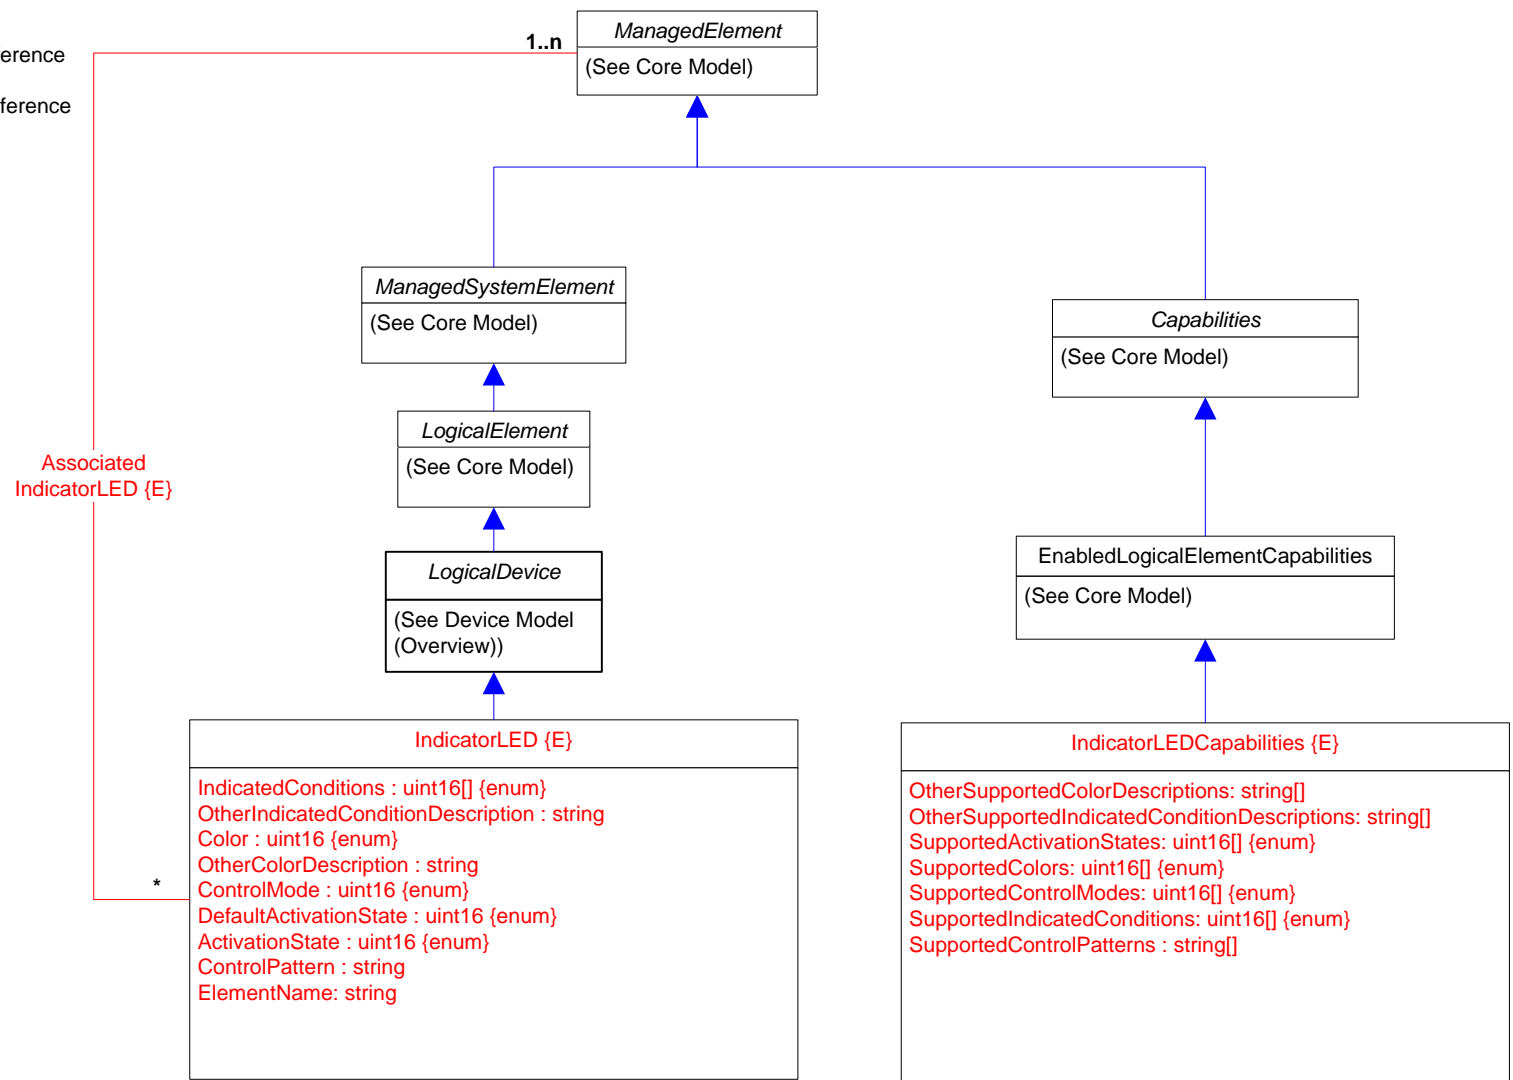 ManagedElement
1..n
(See Core Model)
erence
ference
ManagedSystemElement
(See Core Model)
Capabilities
(See Core Model)
LogicalElement
(See Core Model)
Associated
IndicatorLED {E}
LogicalDevice
(See Device Model
(Overview))
EnabledLogicalElementCapabilities
(See Core Model)
IndicatorLED {E}
IndicatedConditions : uint16[] {enum}
OtherIndicatedConditionDescription : string
Color : uint16 {enum}
OtherColorDescription : string
ControlMode : uint16 {enum}
DefaultActivationState : uint16 {enum}
ActivationState : uint16 {enum}
ControlPattern : string
ElementName: string
*
IndicatorLEDCapabilities {E}
OtherSupportedColorDescriptions: string[]
OtherSupportedIndicatedConditionDescriptions: string[]
SupportedActivationStates: uint16[] {enum}
SupportedColors: uint16[] {enum}
SupportedControlModes: uint16[] {enum}
SupportedIndicatedConditions: uint16[] {enum}
SupportedControlPatterns : string[]